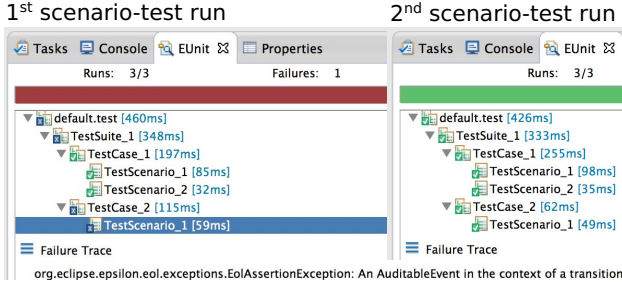 1st scenario-test run
Tasks Console EUnit Properties
Runs: 3/3 Failures: 1
default.test [460ms]
TestSuite_1 [348ms]
TestCase_1 [197ms]
TestScenario_1 [85ms]
TestScenario_2 [32ms]
TestCase_2 [115ms]
TestScenario_1 [59ms]
Failure Trace
2nd scenario-test run
Tasks Console EUnit
Runs: 3/3
default.test [426ms]
TestSuite_1 [333ms]
TestCase_1 [255ms]
TestScenario_1 [98ms]
TestScenario_2 [35ms]
TestCase_2 [62ms]
TestScenario_1 [49ms]
Failure Trace
org.eclipse.epsilon.eol.exceptions.EolAssertionException: An AuditableEvent in the context of a transition